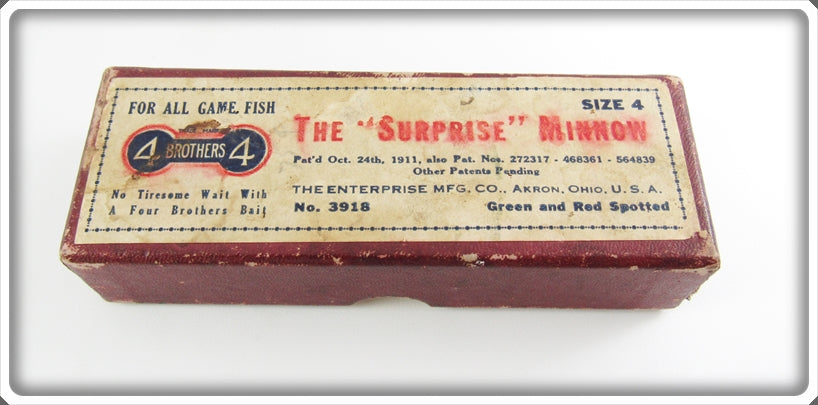 FOR ALL GAME FISH
TRADE MARK
4 BROTHERS 4
No Tiresome Wait With
A Four Brothers Bait
SIZE 4
THE "SURPRISE" MINNOW
Pat'd Oct. 24th, 1911, also Pat. Nos. 272317 - 468361 - 564839
Other Patents Pending
THE ENTERPRISE MFG. CO., AKRON, OHIO, U. S. A.
No. 3918 Green and Red Spotted